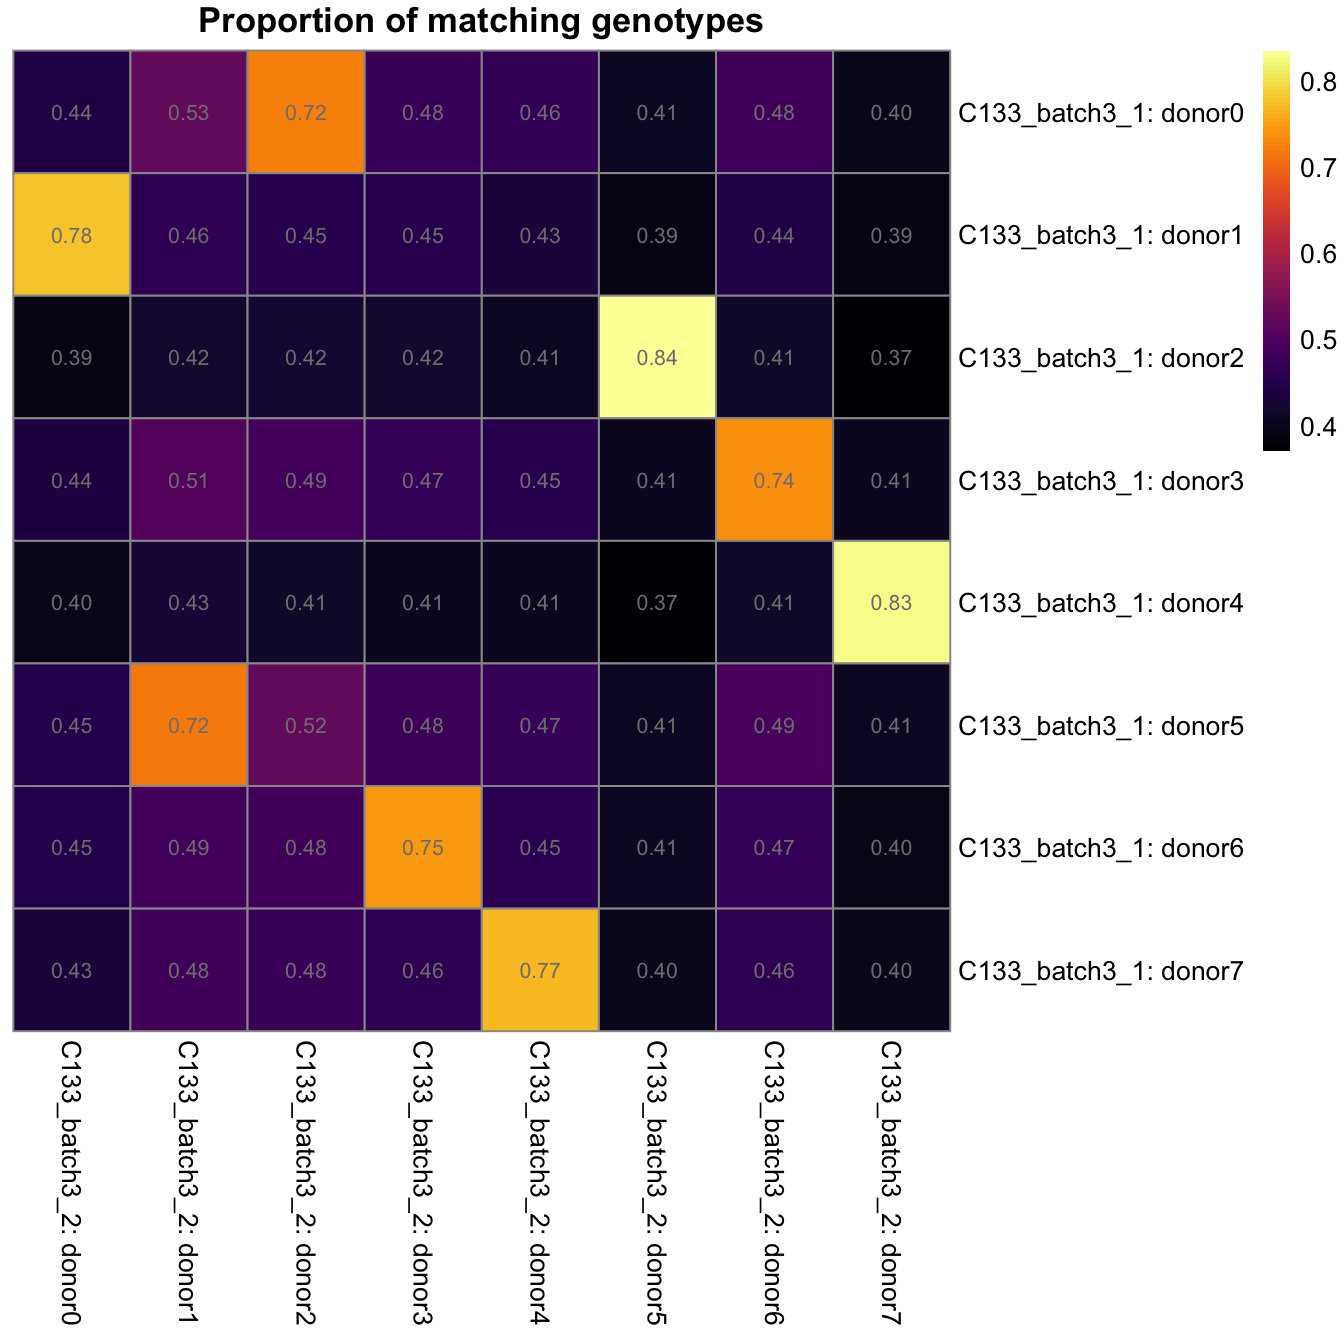 Proportion of matching genotypes
0.44 0.53 0.72 0.48 0.46 0.41 0.48 0.40 C133_batch3_1: donor0
0.78 0.46 0.45 0.45 0.43 0.39 0.44 0.39 C133_batch3_1: donor1
0.39 0.42 0.42 0.42 0.41 0.84 0.41 0.37 C133_batch3_1: donor2
0.44 0.51 0.49 0.47 0.45 0.41 0.74 0.41 C133_batch3_1: donor3
0.40 0.43 0.41 0.41 0.41 0.37 0.41 0.83 C133_batch3_1: donor4
0.45 0.72 0.52 0.48 0.47 0.41 0.49 0.41 C133_batch3_1: donor5
0.45 0.49 0.48 0.75 0.45 0.41 0.47 0.40 C133_batch3_1: donor6
0.43 0.48 0.48 0.46 0.77 0.40 0.46 0.40 C133_batch3_1: donor7
C133_batch3_2: donor0
C133_batch3_2: donor1
C133_batch3_2: donor2
C133_batch3_2: donor3
C133_batch3_2: donor4
C133_batch3_2: donor5
C133_batch3_2: donor6
C133_batch3_2: donor7
0.8
0.7
0.6
0.5
0.4